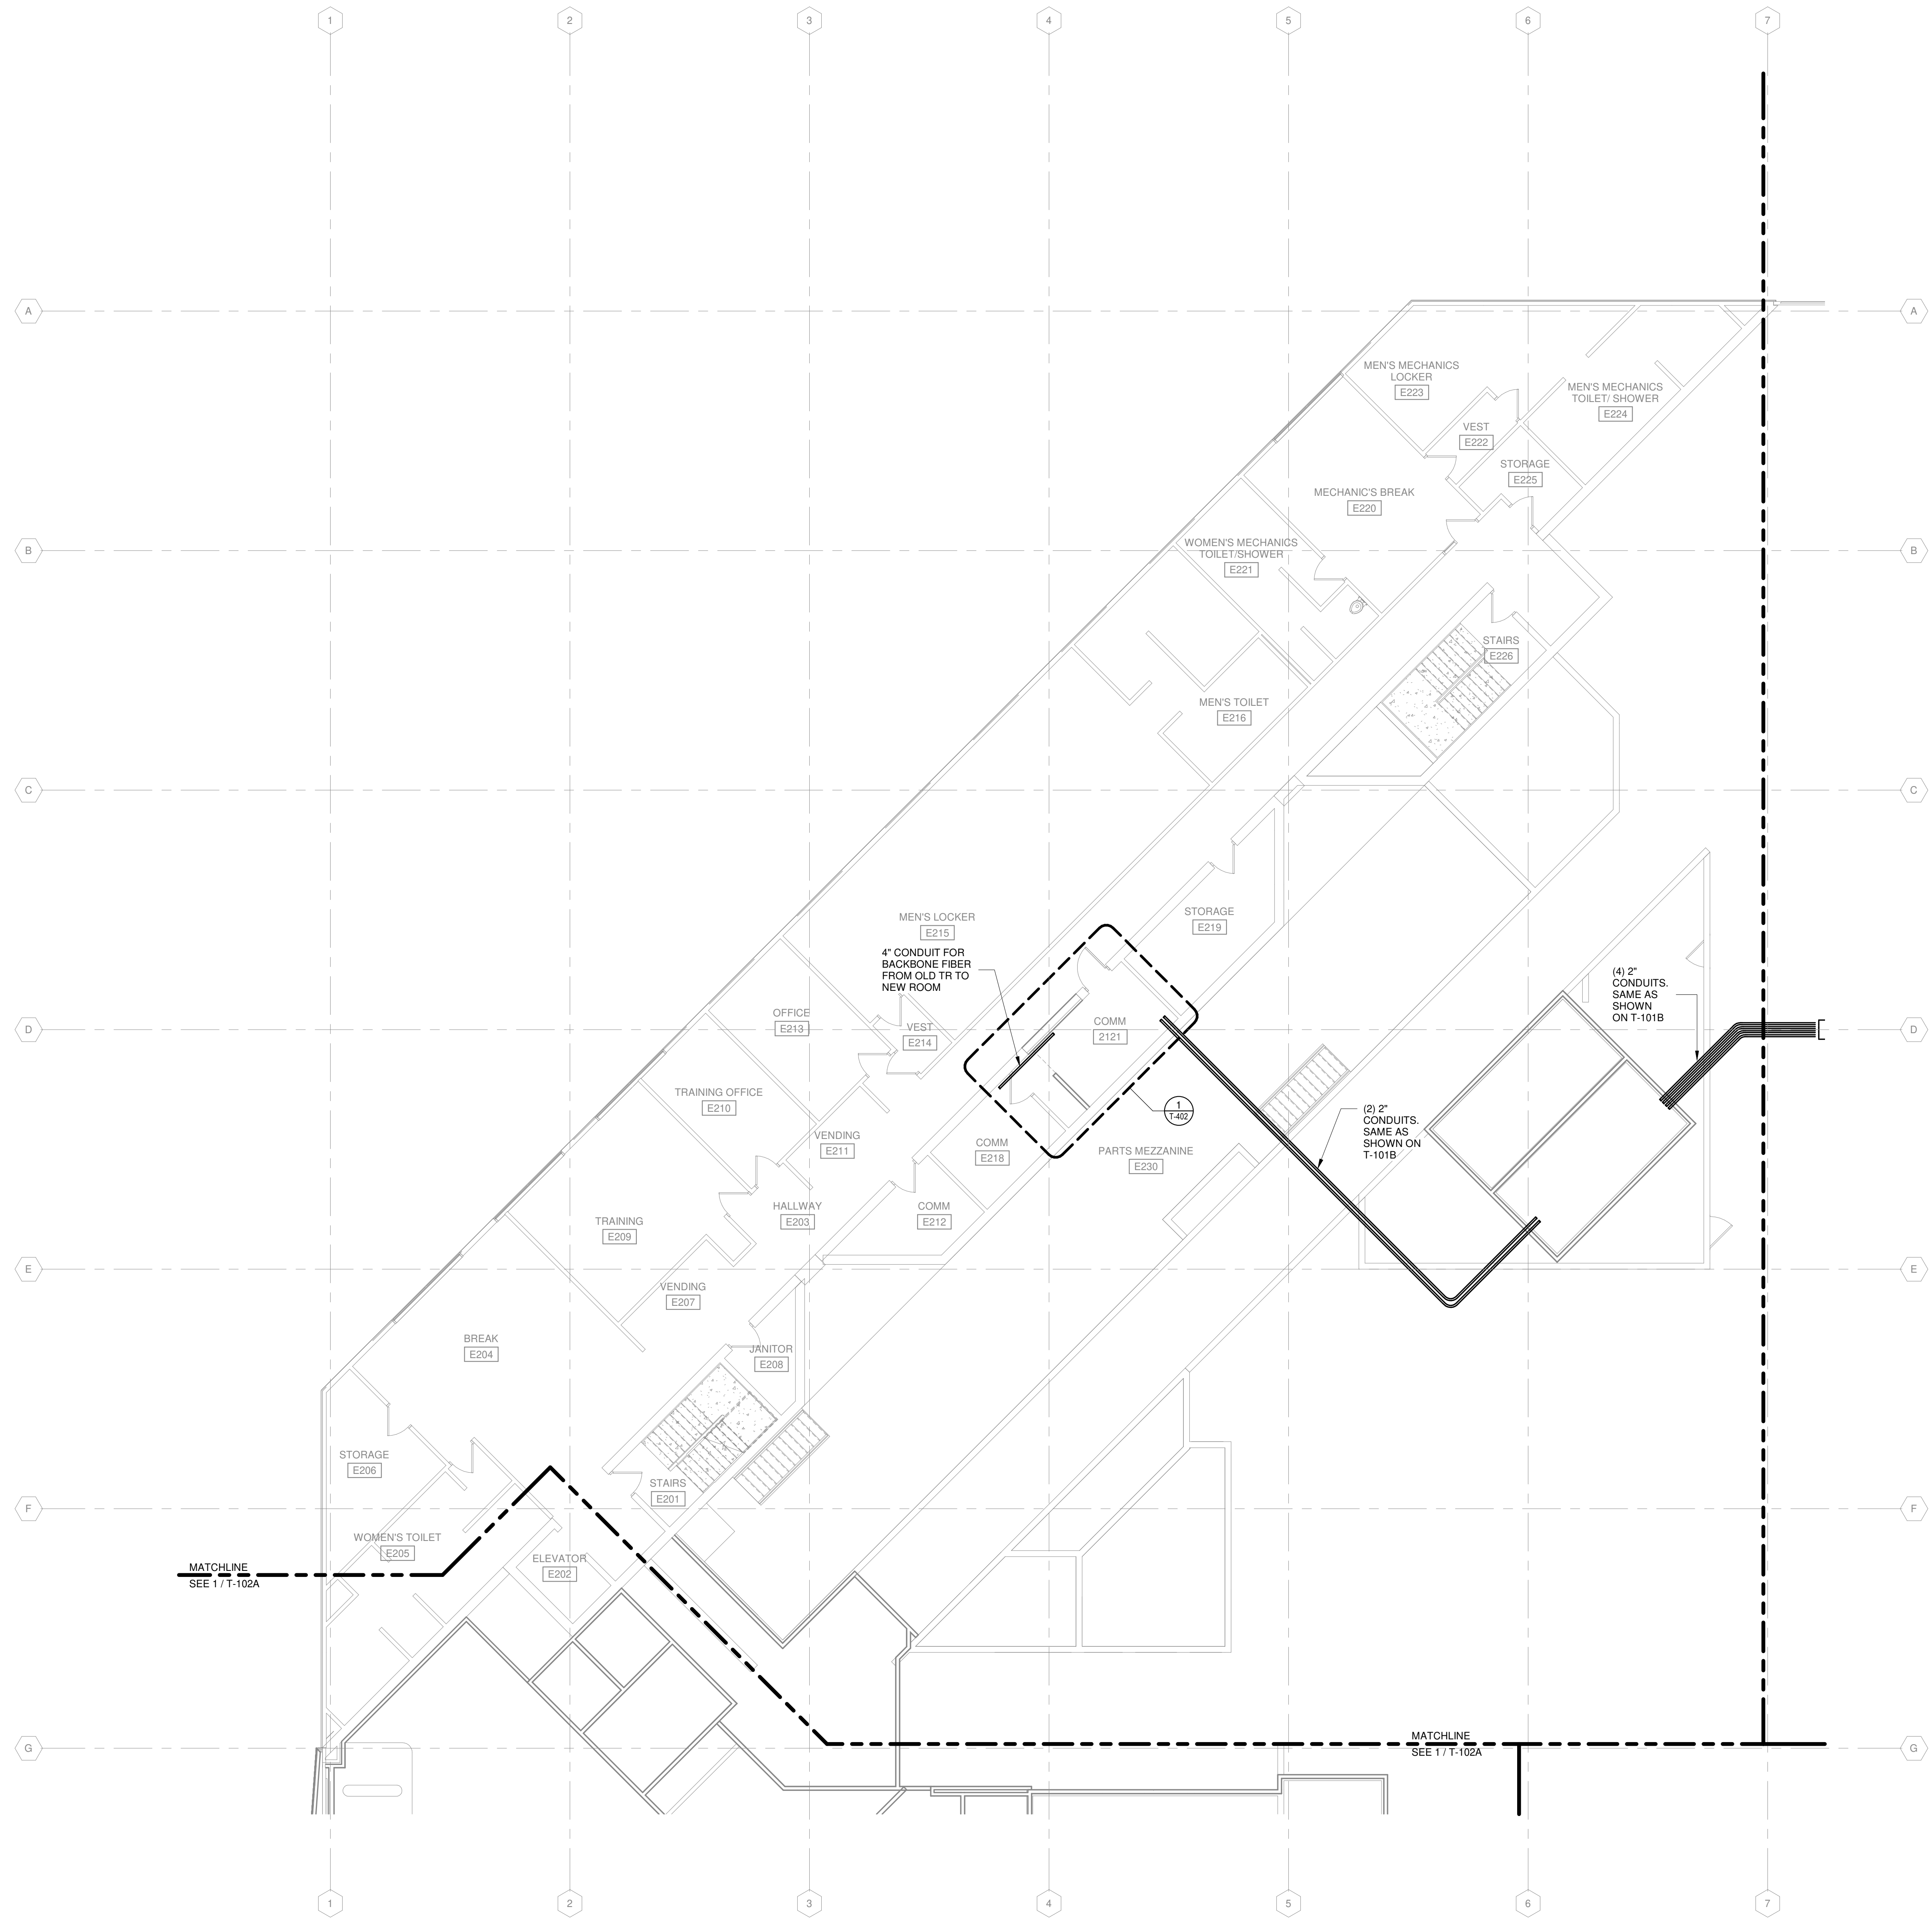 1
2
3
4
5
6
7
A
A
MEN'S MECHANICS
LOCKER
E223
MEN'S MECHANICS
TOILET/ SHOWER
E224
VEST
E222
STORAGE
E225
MECHANIC'S BREAK
E220
B
B
WOMEN'S MECHANICS
TOILET/SHOWER
E221
STAIRS
E226
MEN'S TOILET
E216
C
C
MEN'S LOCKER
E215
STORAGE
E219
4" CONDUIT FOR
BACKBONE FIBER
FROM OLD TR TO
NEW ROOM
(4) 2"
CONDUITS.
SAME AS
SHOWN
ON T-101B
OFFICE
E213
VEST
E214
COMM
2121
D
D
TRAINING OFFICE
E210
1
T-402
(2) 2"
CONDUITS.
SAME AS
SHOWN ON
T-101B
VENDING
E211
COMM
E218
PARTS MEZZANINE
E230
TRAINING
E209
HALLWAY
E203
COMM
E212
E
E
VENDING
E207
BREAK
E204
JANITOR
E208
STORAGE
E206
STAIRS
E201
F
F
WOMEN'S TOILET
E205
ELEVATOR
E202
MATCHLINE
SEE 1 / T-102A
MATCHLINE
SEE 1 / T-102A
G
G
1
2
3
4
5
6
7